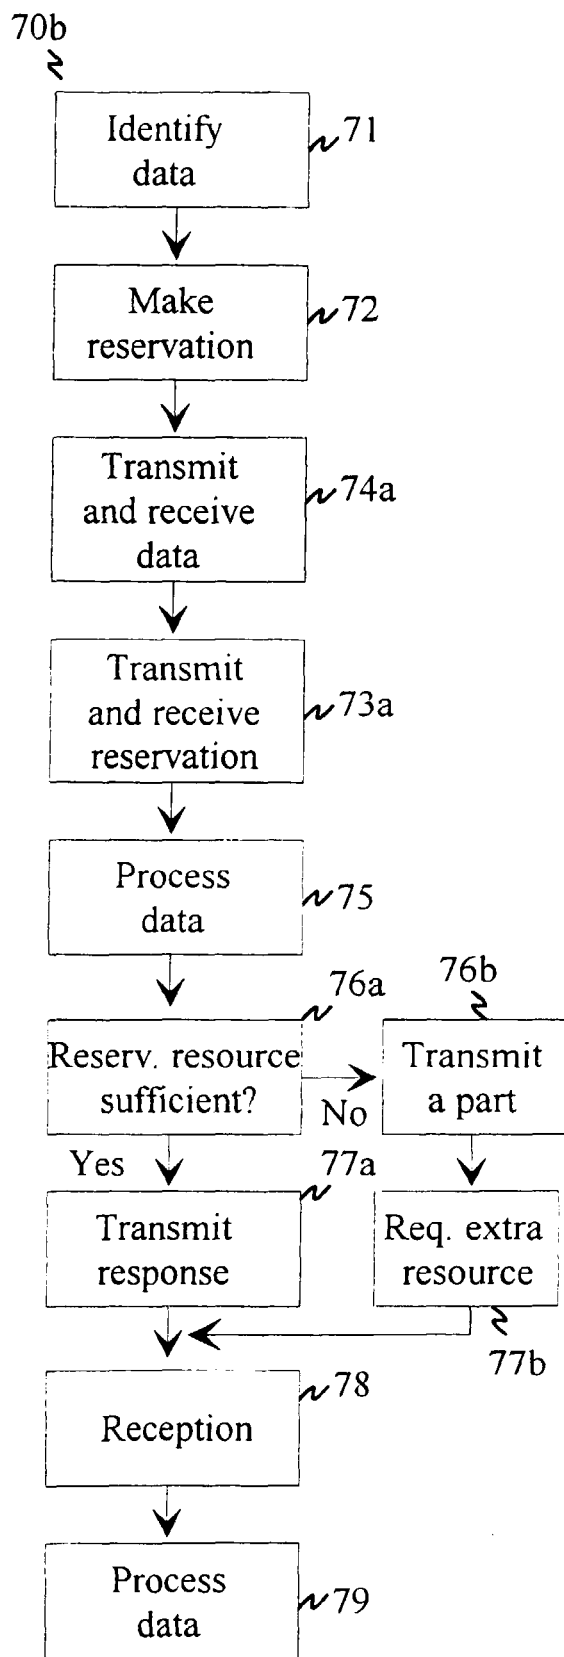 70b
Identify
data
71
Make
reservation
72
Transmit
and receive
data
74a
Transmit
and receive
reservation
73a
Process
data
75
76a
Reserv. resource
sufficient?
No
76b
Transmit
a part
Yes
77a
Transmit
response
Req. extra
resource
77b
78
Reception
Process
data
79